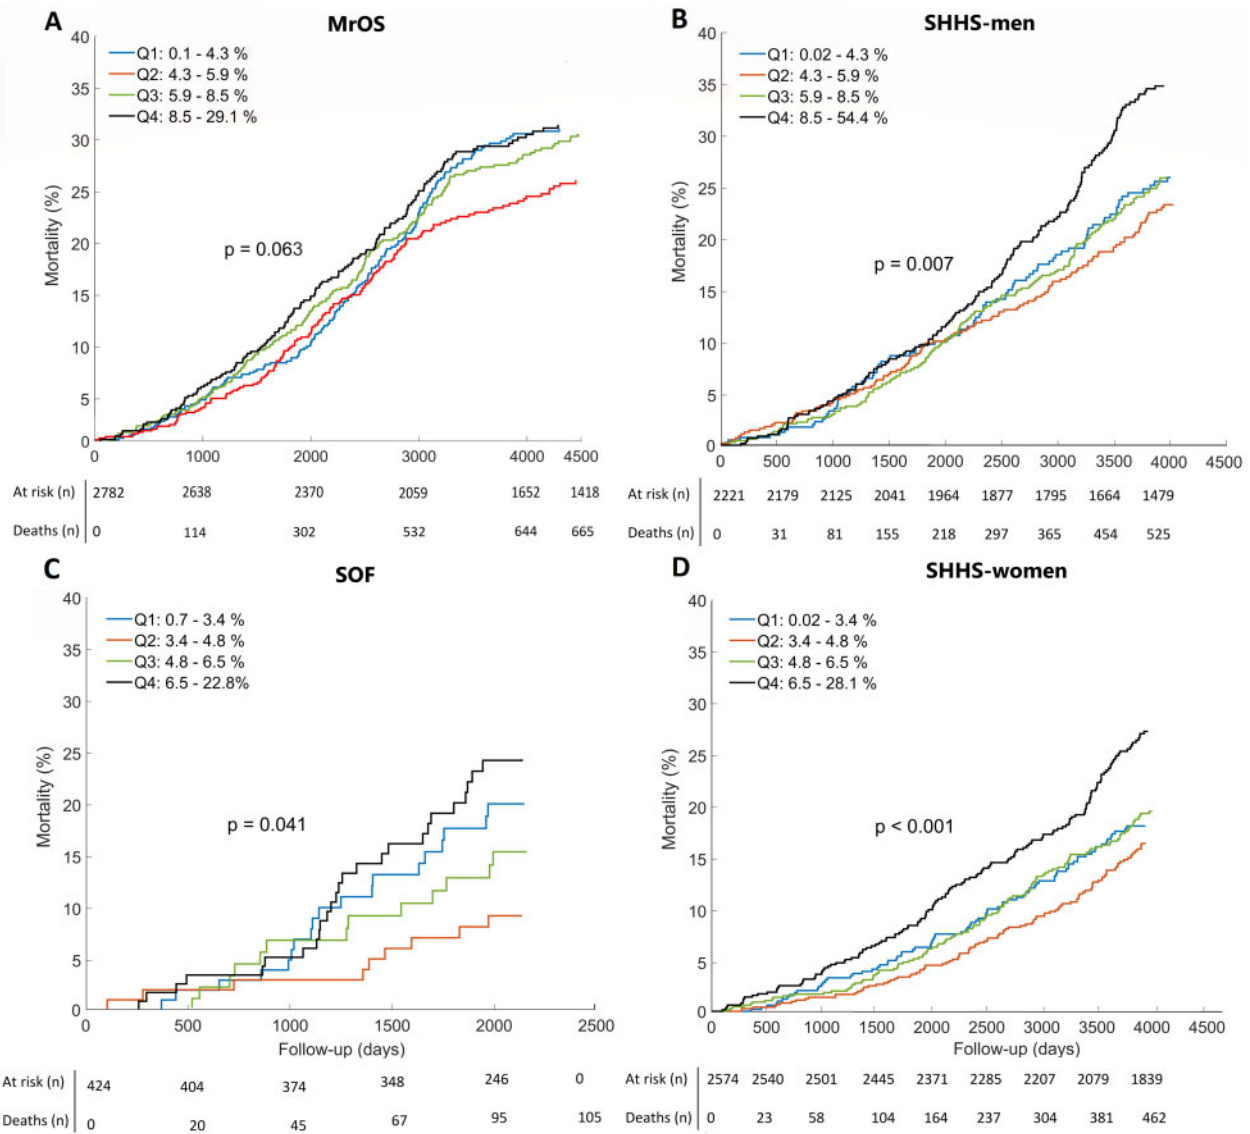 A
MrOS
Q1: 0.1 - 4.3 %
Q2: 4.3 - 5.9 %
Q3: 5.9 - 8.5 %
Q4: 8.5 - 29.1 %
p = 0.063
Mortality (%)
40
35
30
25
20
15
10
5
0
0 1000 2000 3000 4000 4500
At risk (n) 2782 2638 2370 2059 1652 1418
Deaths (n) 0 114 302 532 644 665
B
SHHS-men
Q1: 0.02 - 4.3 %
Q2: 4.3 - 5.9 %
Q3: 5.9 - 8.5 %
Q4: 8.5 - 54.4 %
p = 0.007
Mortality (%)
40
35
30
25
20
15
10
5
0
0 500 1000 1500 2000 2500 3000 3500 4000 4500
At risk (n) 2221 2179 2125 2041 1964 1877 1795 1664 1479
Deaths (n) 0 31 81 155 218 297 365 454 525
C
SOF
Q1: 0.7 - 3.4 %
Q2: 3.4 - 4.8 %
Q3: 4.8 - 6.5 %
Q4: 6.5 - 22.8%
p = 0.041
Mortality (%)
40
35
30
25
20
15
10
5
0
0 500 1000 1500 2000 2500
Follow-up (days)
At risk (n) 424 404 374 348 246 0
Deaths (n) 0 20 45 67 95 105
D
SHHS-women
Q1: 0.02 - 3.4 %
Q2: 3.4 - 4.8 %
Q3: 4.8 - 6.5 %
Q4: 6.5 - 28.1 %
p < 0.001
Mortality (%)
40
35
30
25
20
15
10
5
0
0 500 1000 1500 2000 2500 3000 3500 4000 4500
Follow-up (days)
At risk (n) 2574 2540 2501 2445 2371 2285 2207 2079 1839
Deaths (n) 0 23 58 104 164 237 304 381 462